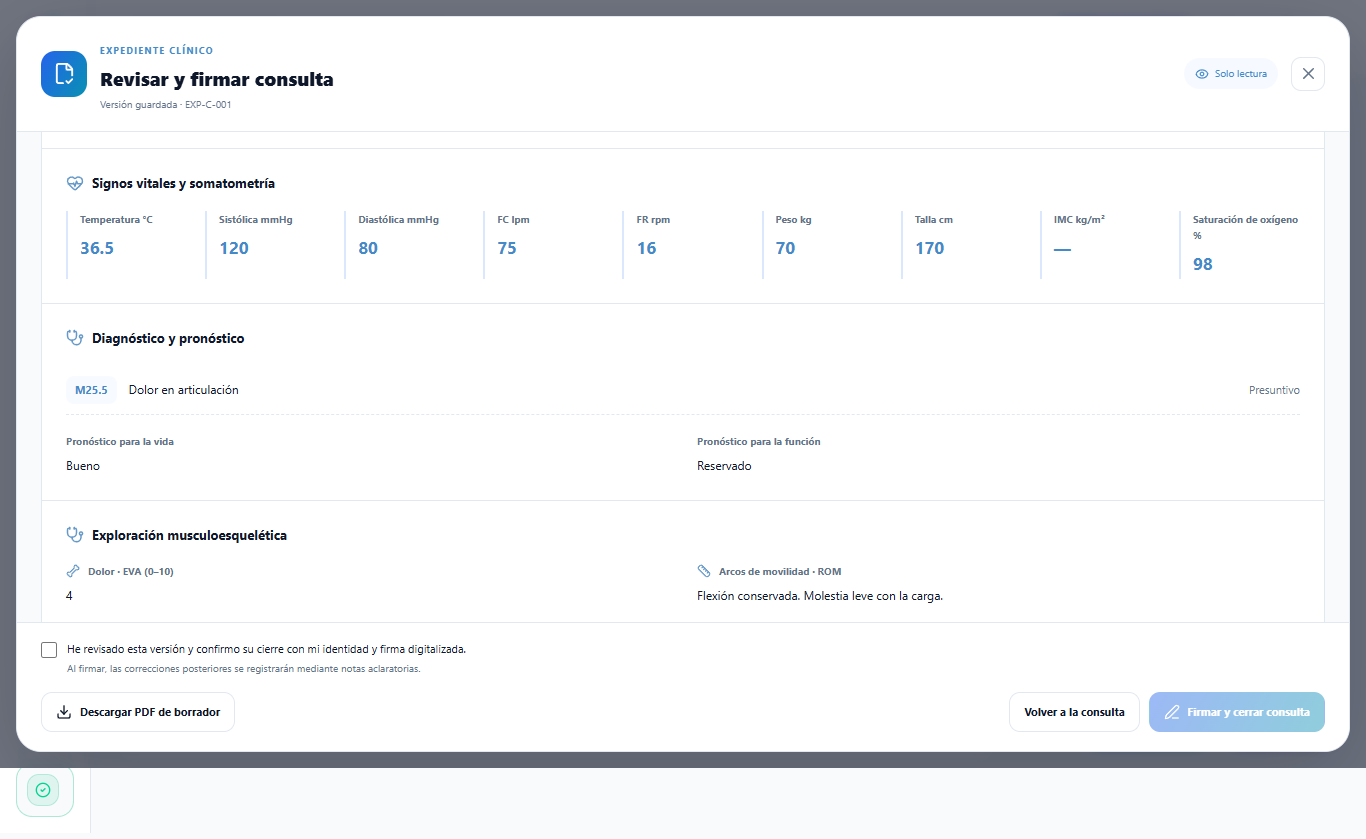 EXPEDIENTE CLÍNICO
Revisar y firmar consulta
Versión guardada · EXP-C-001
Solo lectura
Signos vitales y somatometría
Temperatura °C
36.5
Sistólica mmHg
120
Diastólica mmHg
80
FC lpm
75
FR rpm
16
Peso kg
70
Talla cm
170
IMC kg/m²
—
Saturación de oxígeno
%
98
Diagnóstico y pronóstico
M25.5 Dolor en articulación Presuntivo
Pronóstico para la vida
Bueno
Pronóstico para la función
Reservado
Exploración musculoesquelética
Dolor · EVA (0–10)
4
Arcos de movilidad · ROM
Flexión conservada. Molestia leve con la carga.
He revisado esta versión y confirmo su cierre con mi identidad y firma digitalizada.
Al firmar, las correcciones posteriores se registrarán mediante notas aclaratorias.
Descargar PDF de borrador
Volver a la consulta
Firmar y cerrar consulta